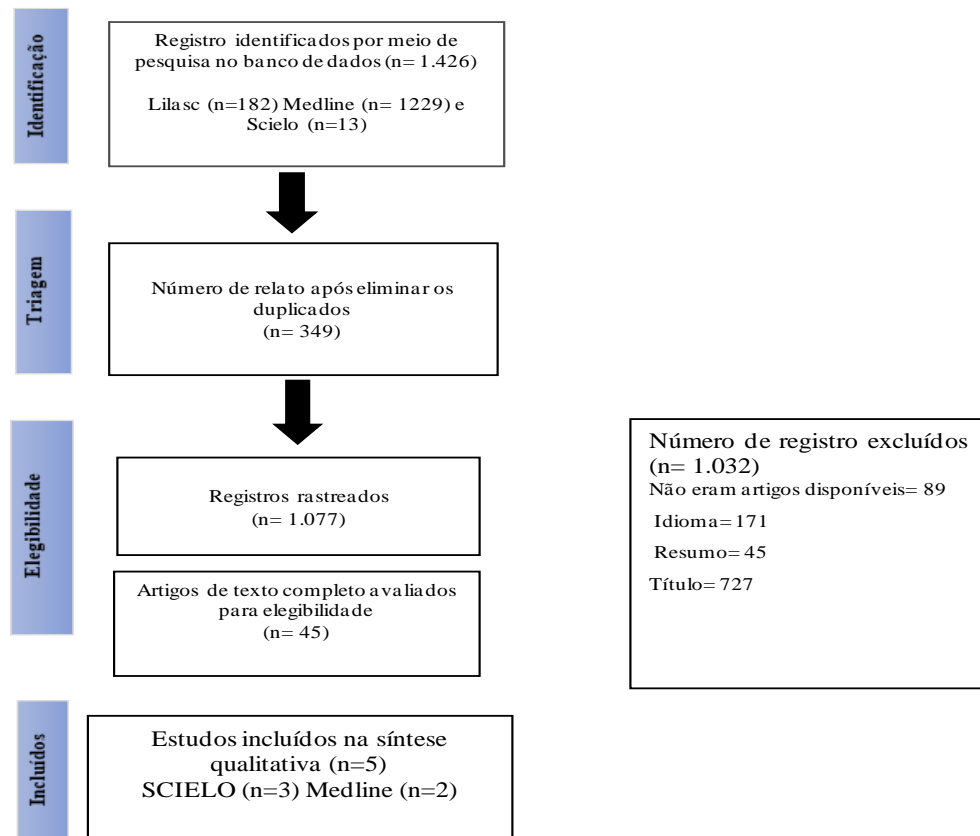 Identificação
Registro identificados por meio de
pesquisa no banco de dados (n= 1.426)
Lilasc (n=182) Medline (n= 1229) e
Scielo (n=13)
Triagem
Número de relato após eliminar os
duplicados
(n= 349)
Elegibilidade
Registros rastreados
(n= 1.077)
Artigos de texto completo avaliados
para elegibilidade
(n= 45)
Número de registro excluídos
(n= 1.032)
Não eram artigos disponíveis= 89
Idioma=171
Resumo=45
Título=727
Incluídos
Estudos incluídos na síntese
qualitativa (n=5)
SCIELO (n=3) Medline (n=2)